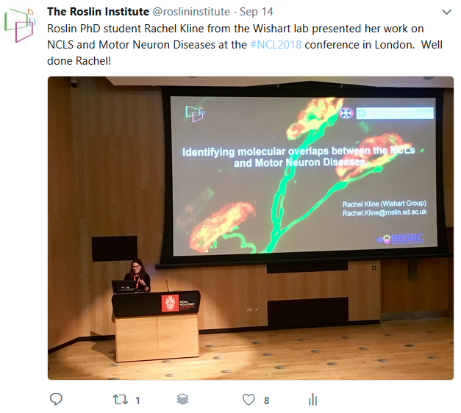 The Roslin Institute @roslininstitute · Sep 14
Roslin PhD student Rachel Kline from the Wishart lab presented her work on
NCLS and Motor Neuron Diseases at the #NCL2018 conference in London. Well
done Rachel!
Identifying molecular overlaps between the NCLs
and Motor Neuron Diseases
Rachel Kline (Wishart Group)
Rachel.Kline@roslin.ed.ac.uk
BBSRC
1
8